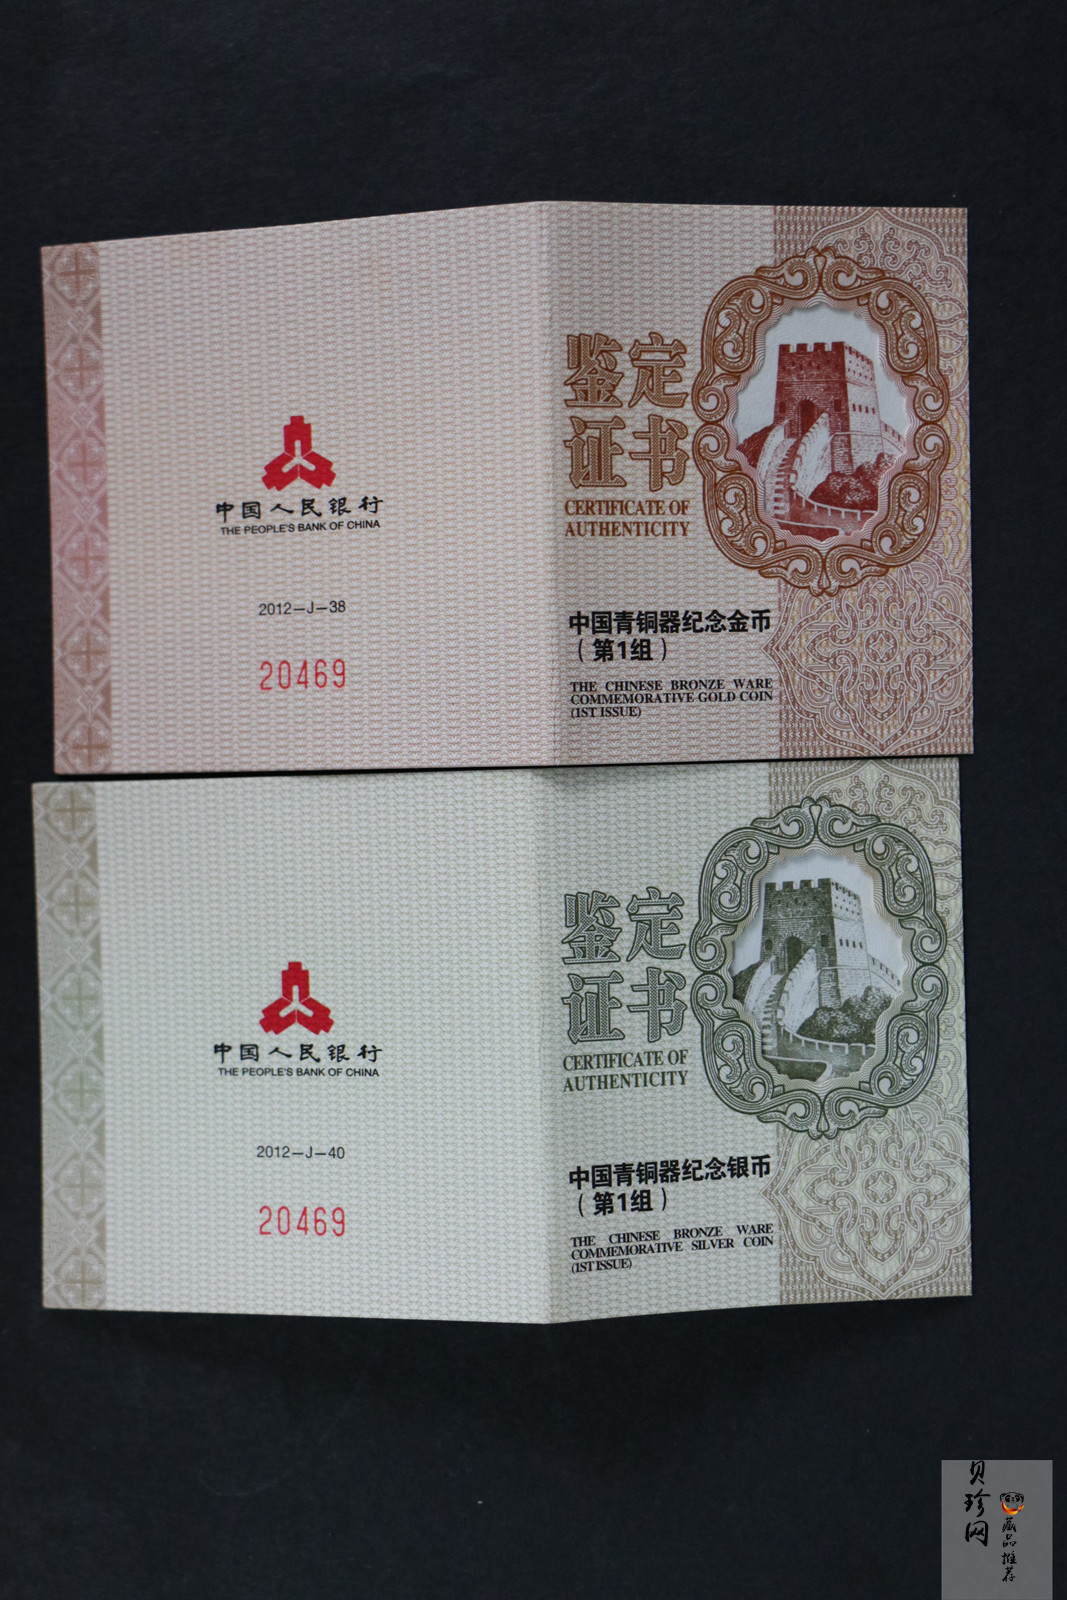 中国人民银行
THE PEOPLE'S BANK OF CHINA
2012-J-38
20469
鉴定
证书
CERTIFICATE OF
AUTHENTICITY
中国青铜器纪念金币
（第1组）
THE CHINESE BRONZE WARE
COMMEMORATIVE GOLD COIN
(1ST ISSUE)
中国人民银行
THE PEOPLE'S BANK OF CHINA
2012-J-40
20469
鉴定
证书
CERTIFICATE OF
AUTHENTICITY
中国青铜器纪念银币
（第1组）
THE CHINESE BRONZE WARE
COMMEMORATIVE SILVER COIN
(1ST ISSUE)
贝珍网
藏品推荐